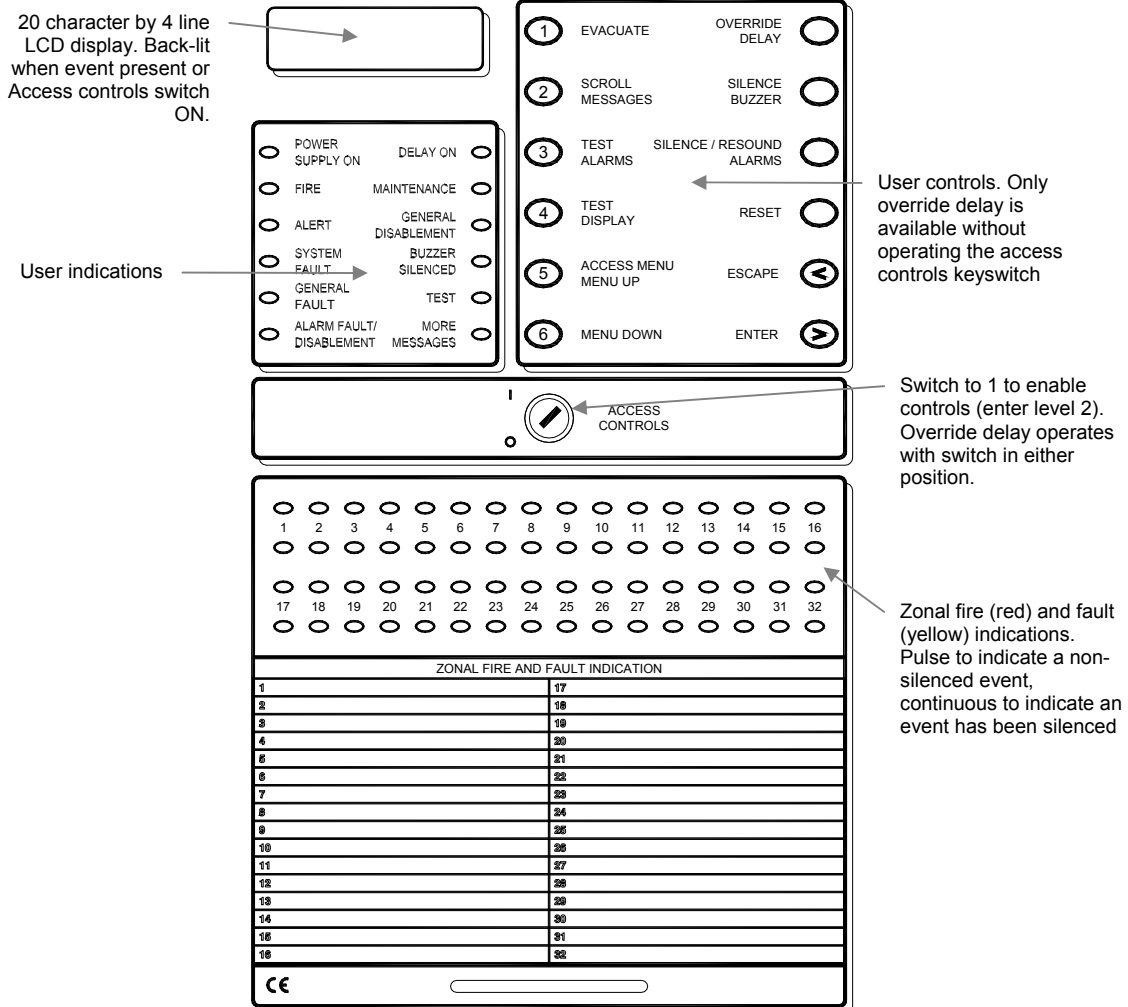 20 character by 4 line
LCD display. Back-lit
when event present or
Access controls switch
ON.
1 EVACUATE
OVERRIDE
DELAY
2 SCROLL
MESSAGES
SILENCE
BUZZER
3 TEST
ALARMS
SILENCE / RESOUND
ALARMS
4 TEST
DISPLAY
RESET
5 ACCESS MENU
MENU UP
ESCAPE <
6 MENU DOWN
ENTER >
User controls. Only
override delay is
available without
operating the access
controls keyswitch
POWER
SUPPLY ON
DELAY ON
FIRE
MAINTENANCE
ALERT
GENERAL
DISABLEMENT
SYSTEM
FAULT
BUZZER
SILENCED
GENERAL
FAULT
TEST
ALARM FAULT/
DISABLEMENT
MORE
MESSAGES
User indications
I
O
ACCESS
CONTROLS
Switch to 1 to enable
controls (enter level 2).
Override delay operates
with switch in either
position.
1 2 3 4 5 6 7 8 9 10 11 12 13 14 15 16
17 18 19 20 21 22 23 24 25 26 27 28 29 30 31 32
Zonal fire (red) and fault
(yellow) indications.
Pulse to indicate a non-
silenced event,
continuous to indicate an
event has been silenced
ZONAL FIRE AND FAULT INDICATION
1 17
2 18
3 19
4 20
5 21
6 22
7 23
8 24
9 25
10 26
11 27
12 28
13 29
14 30
15 31
16 32
CE